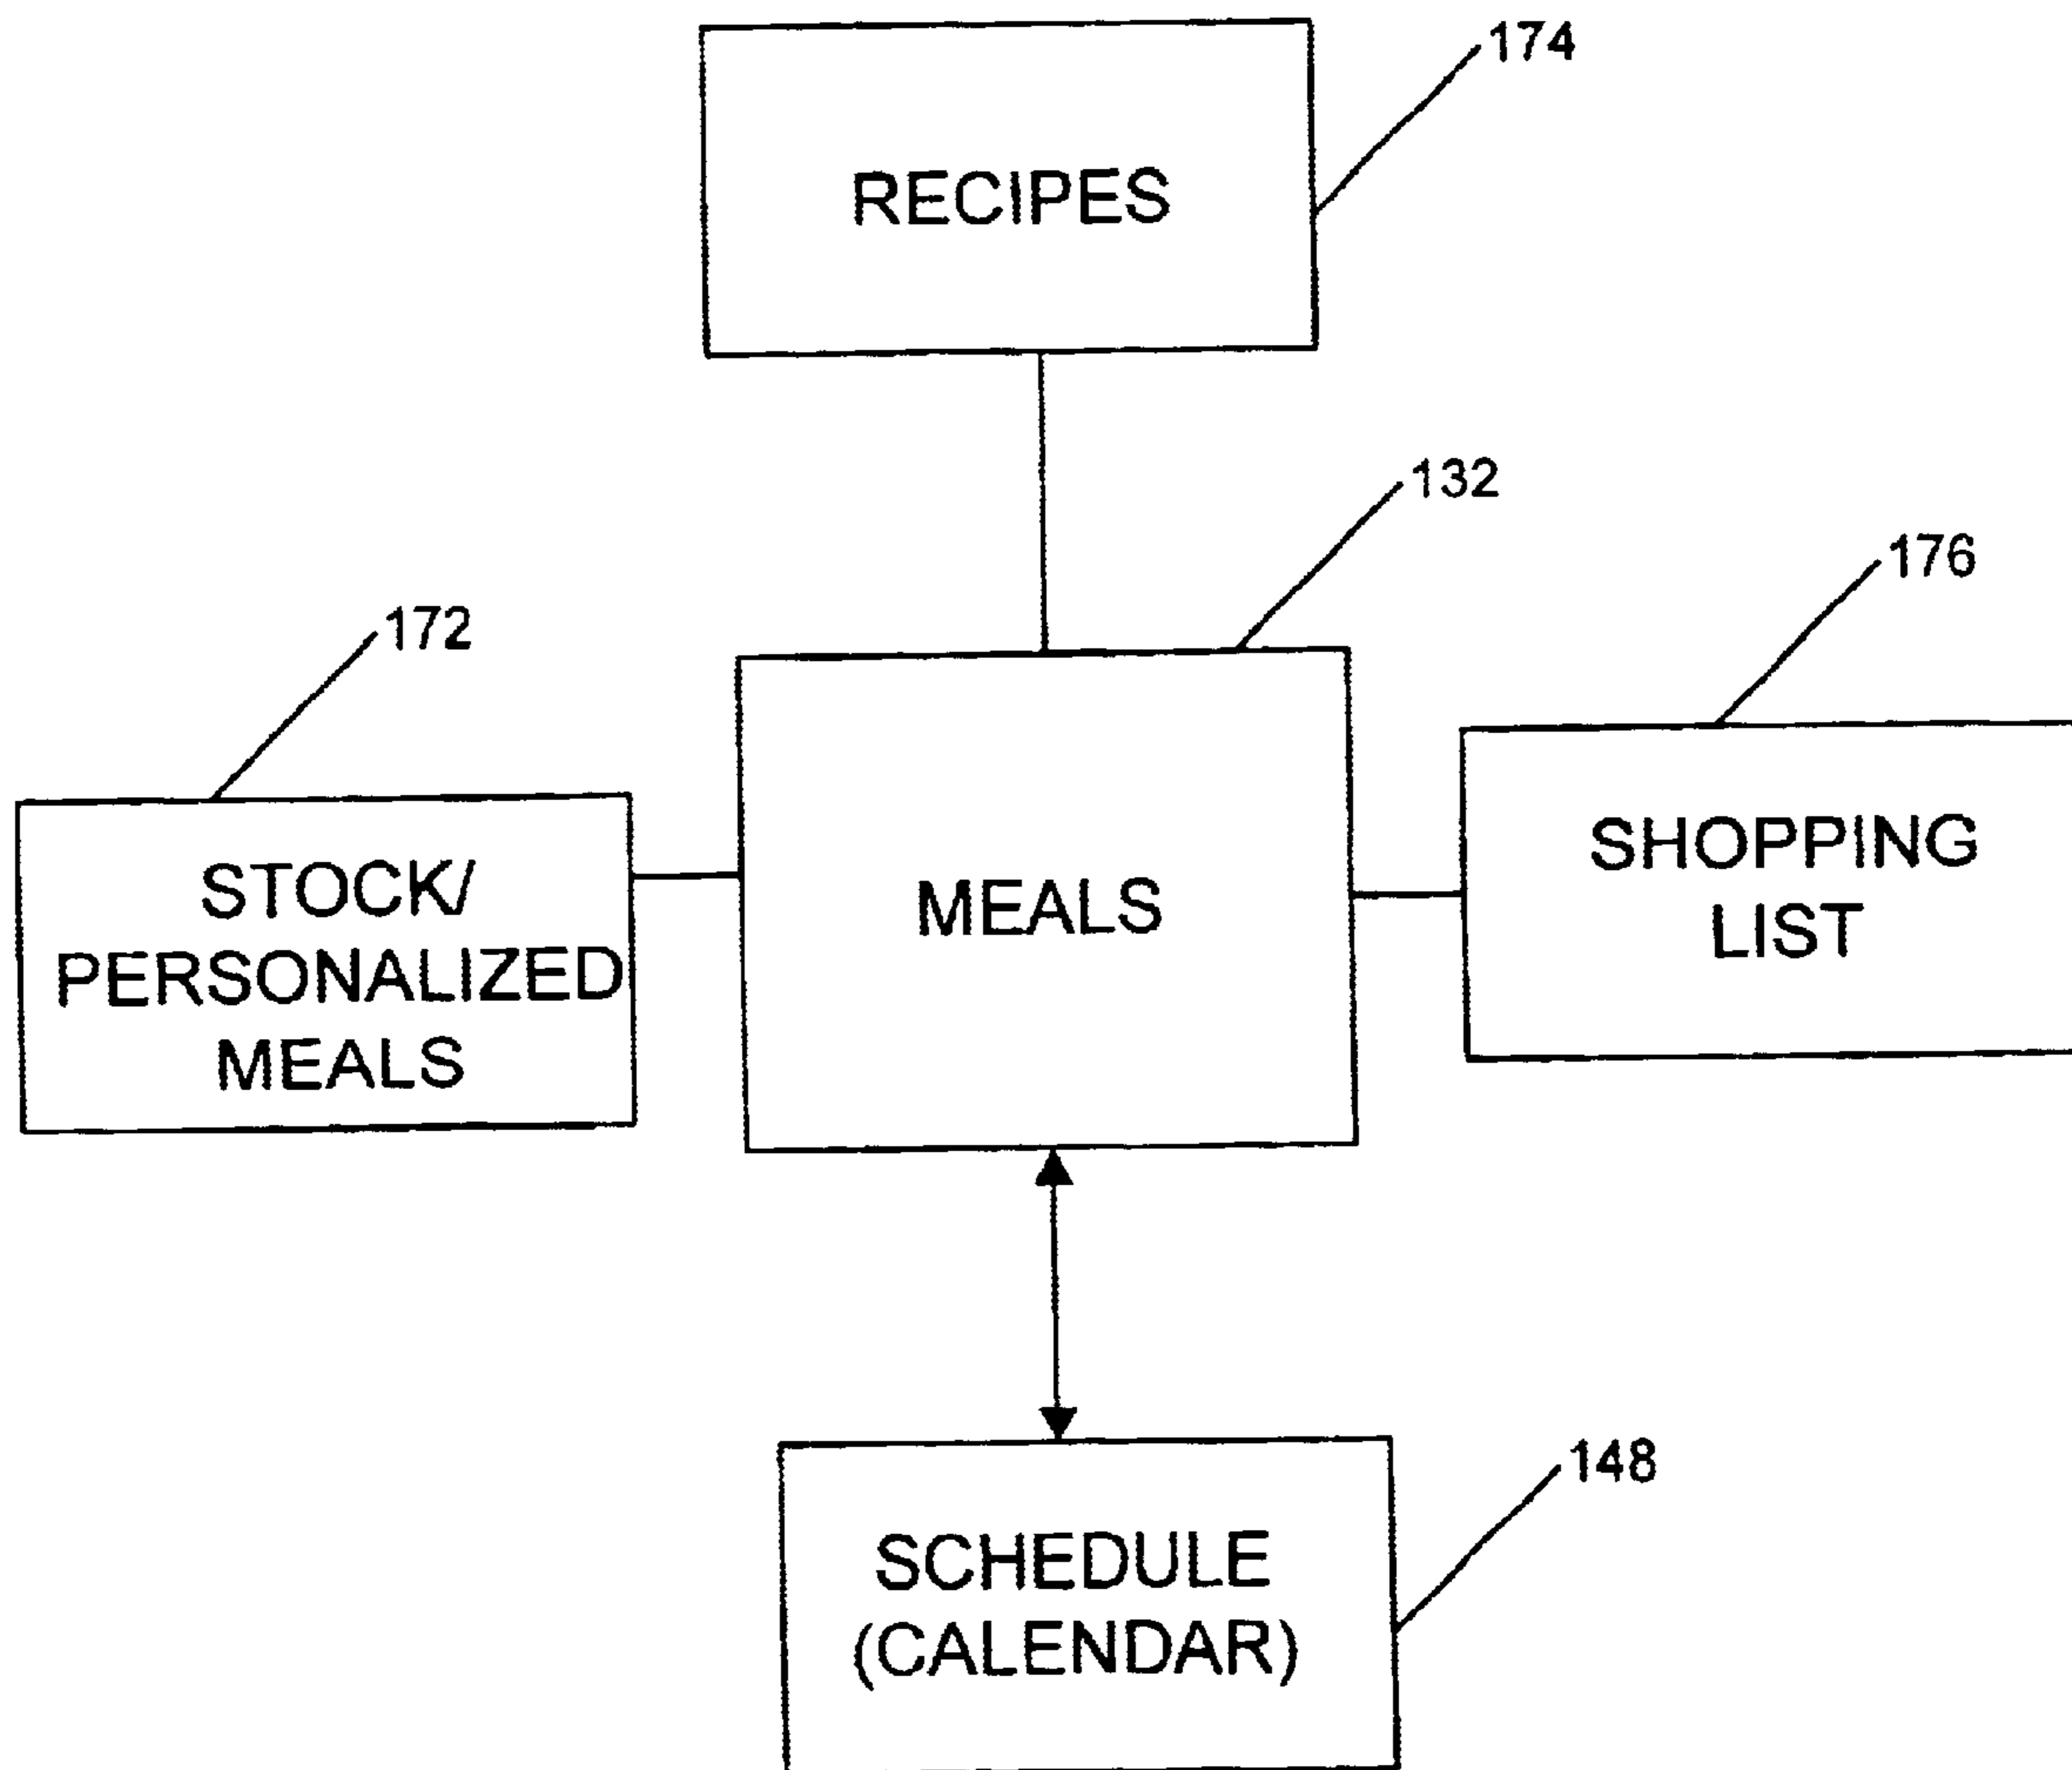 174
RECIPES
132
176
172
STOCK/
PERSONALIZED
MEALS
MEALS
SHOPPING
LIST
148
SCHEDULE
(CALENDAR)